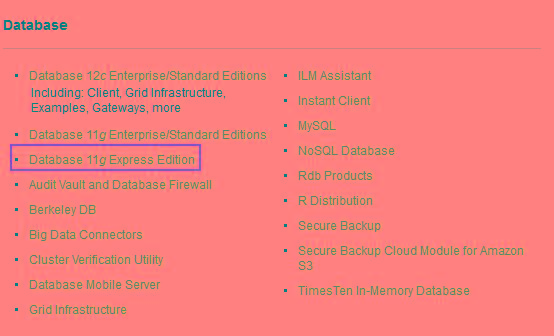 Database
Database 12c Enterprise/Standard Editions
Including: Client, Grid Infrastructure,
Examples, Gateways, more
Database 11g Enterprise/Standard Editions
Database 11g Express Edition
Audit Vault and Database Firewall
Berkeley DB
Big Data Connectors
Cluster Verification Utility
Database Mobile Server
Grid Infrastructure
ILM Assistant
Instant Client
MySQL
NoSQL Database
Rdb Products
R Distribution
Secure Backup
Secure Backup Cloud Module for Amazon
S3
TimesTen In-Memory Database